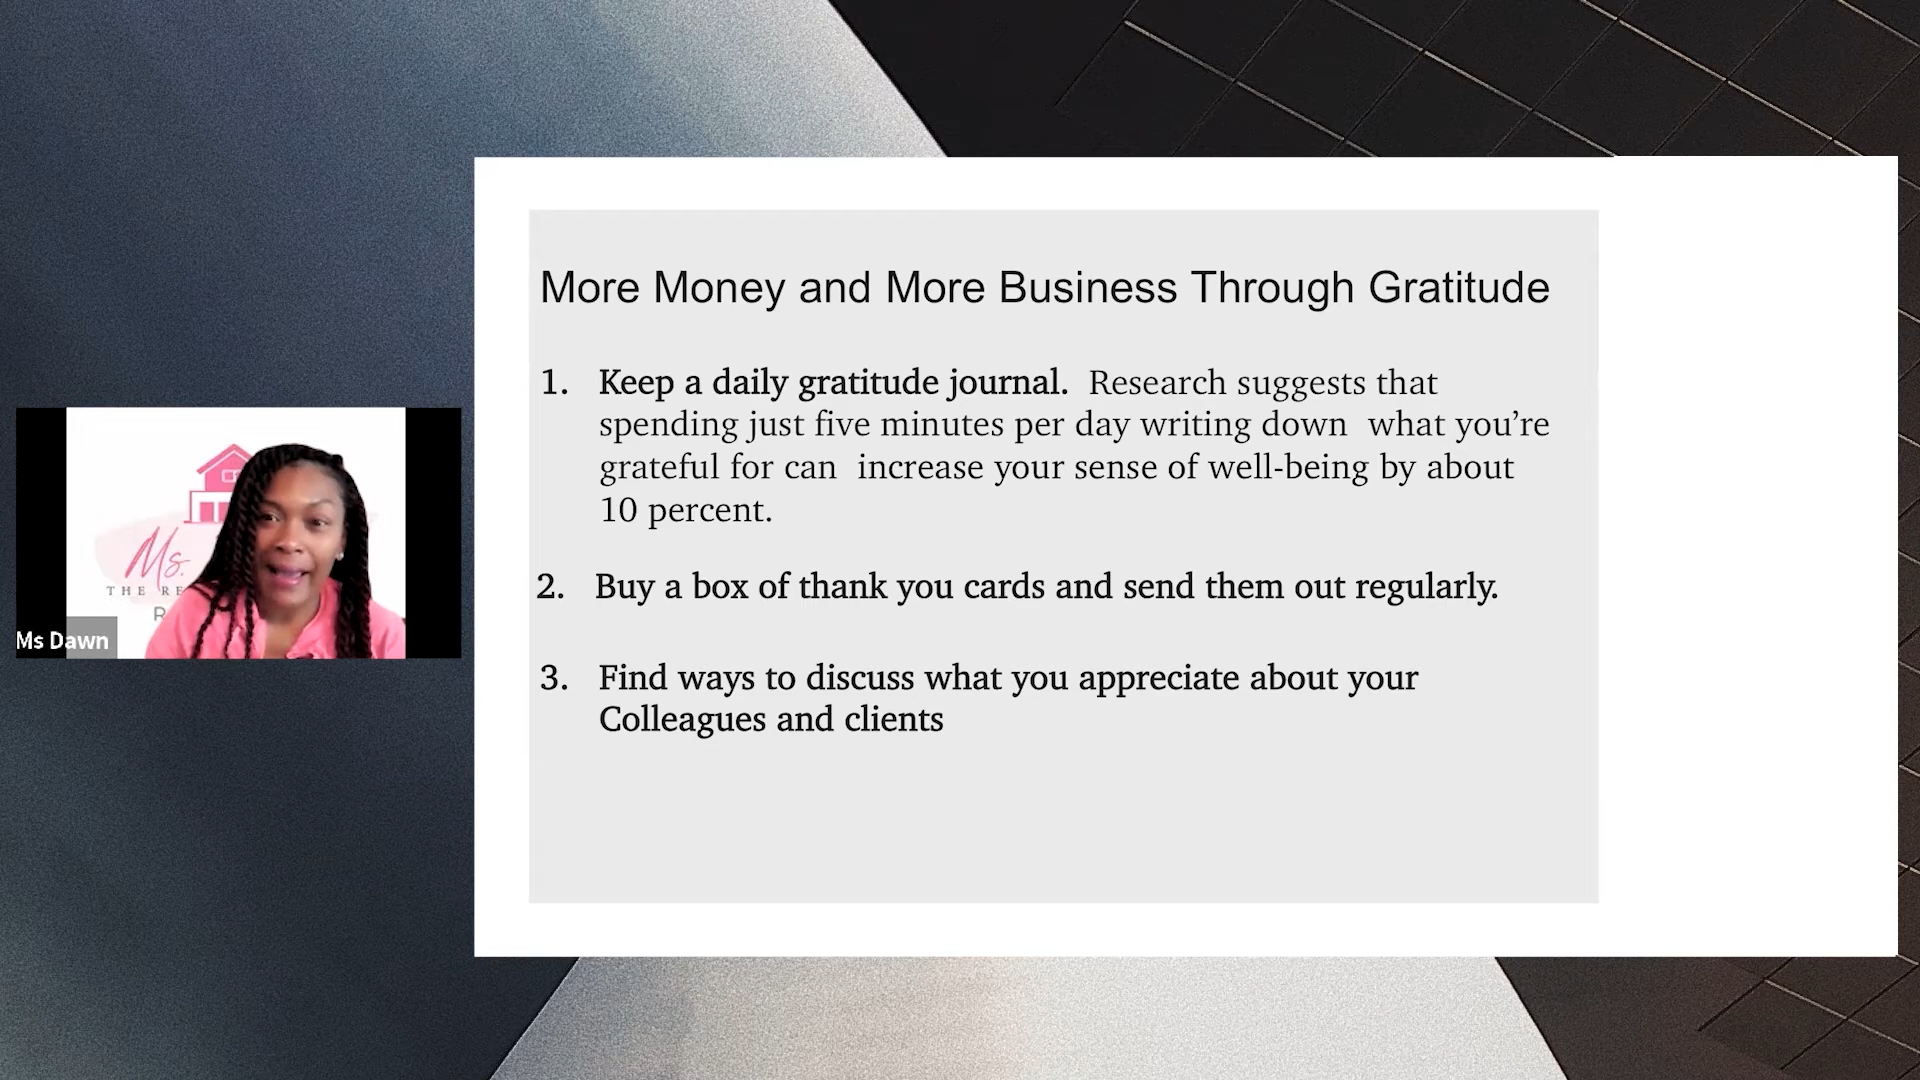 More Money and More Business Through Gratitude
1. Keep a daily gratitude journal. Research suggests that
spending just five minutes per day writing down what you’re
grateful for can increase your sense of well-being by about
10 percent.
2. Buy a box of thank you cards and send them out regularly.
3. Find ways to discuss what you appreciate about your
Colleagues and clients
Ms.
THE RE
R
Ms Dawn